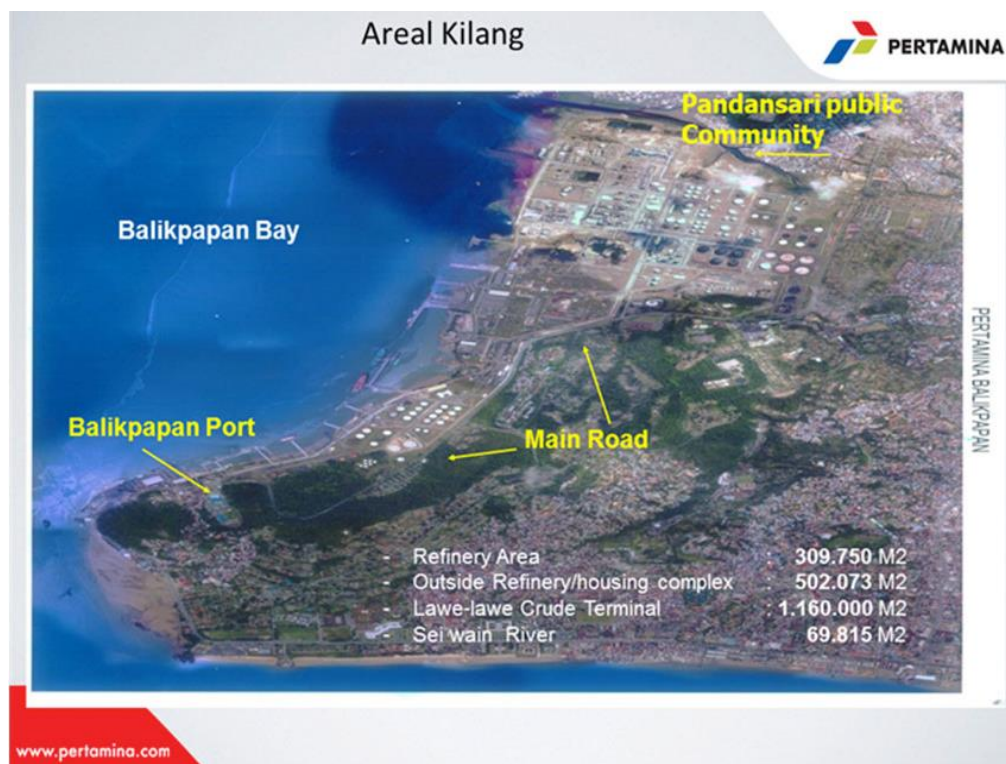 Areal Kilang
PERTAMINA
Pandansari public
Community
Balikpapan Bay
PERTAMINA BALIKPAPAN
Balikpapan Port
Main Road
- Refinery Area : 309.750 M2
- Outside Refinery/housing complex : 502.073 M2
- Lawe-lawe Crude Terminal : 1.160.000 M2
- Sei wain River 69.815 M2
www.pertamina.com